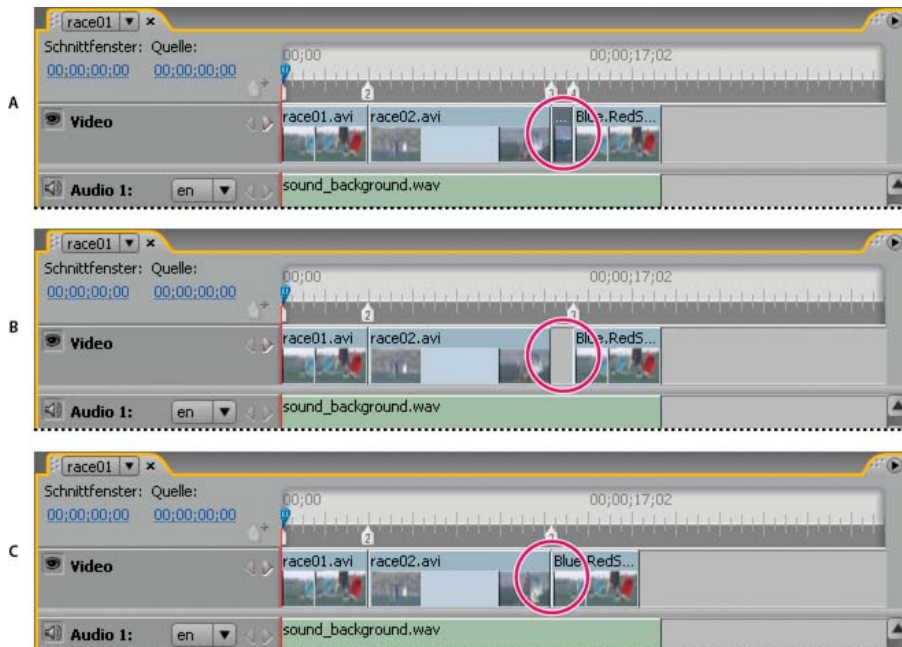 race01
Schnittfenster: Quelle:
00;00;00;00 00;00;00;00
00;00 00;00;17;02
2 3 4
A
Video
race01.avi race02.avi ... Blue.RedS...
Audio 1: en
sound_background.wav
race01
Schnittfenster: Quelle:
00;00;00;00 00;00;00;00
00;00 00;00;17;02
2 3
B
Video
race01.avi race02.avi Blue.RedS...
Audio 1: en
sound_background.wav
race01
Schnittfenster: Quelle:
00;00;00;00 00;00;00;00
00;00 00;00;17;02
2
C
Video
race01.avi race02.avi Blue.RedS...
Audio 1: en
sound_background.wav